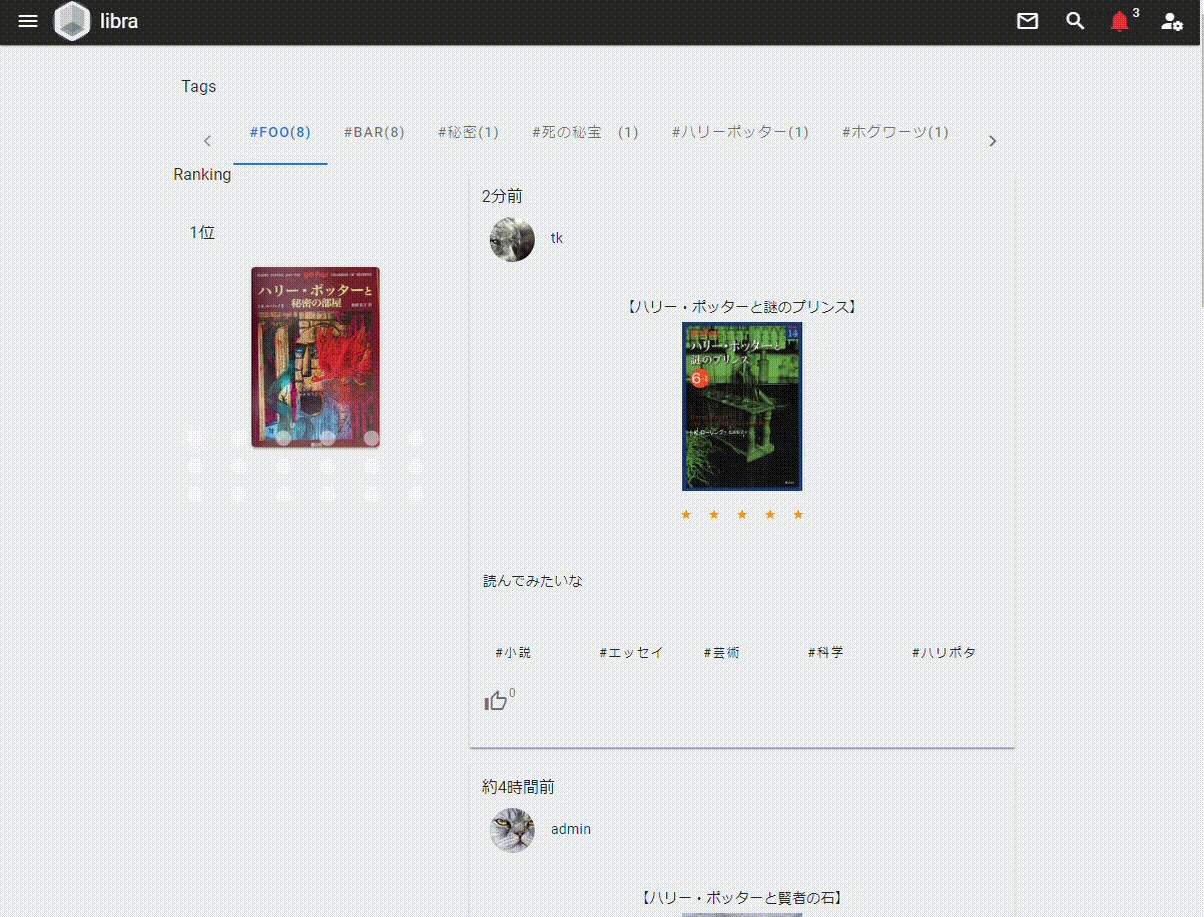 libra
3
Tags
#FOO(8) #BAR(8) #秘密(1) #死の秘宝 (1) #ハリーポッター(1) #ホグワーツ(1)
Ranking
1位
ハリー・ポッターと
秘密の部屋
2分前
tk
【ハリー・ポッターと謎のプリンス】
14
ハリー・ポッターと
謎のプリンス
6
読んでみたいな
#小説 #エッセイ #芸術 #科学 #ハリポタ
0
約4時間前
admin
【ハリー・ポッターと賢者の石】